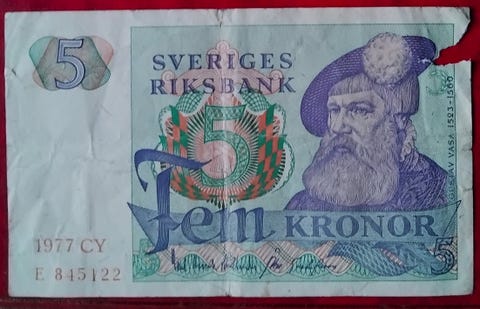 5
SVERIGES
RIKSBANK
5
Fem
KRONOR
GUSTAV VASA 1523-1560
1977 CY
E 845122
5